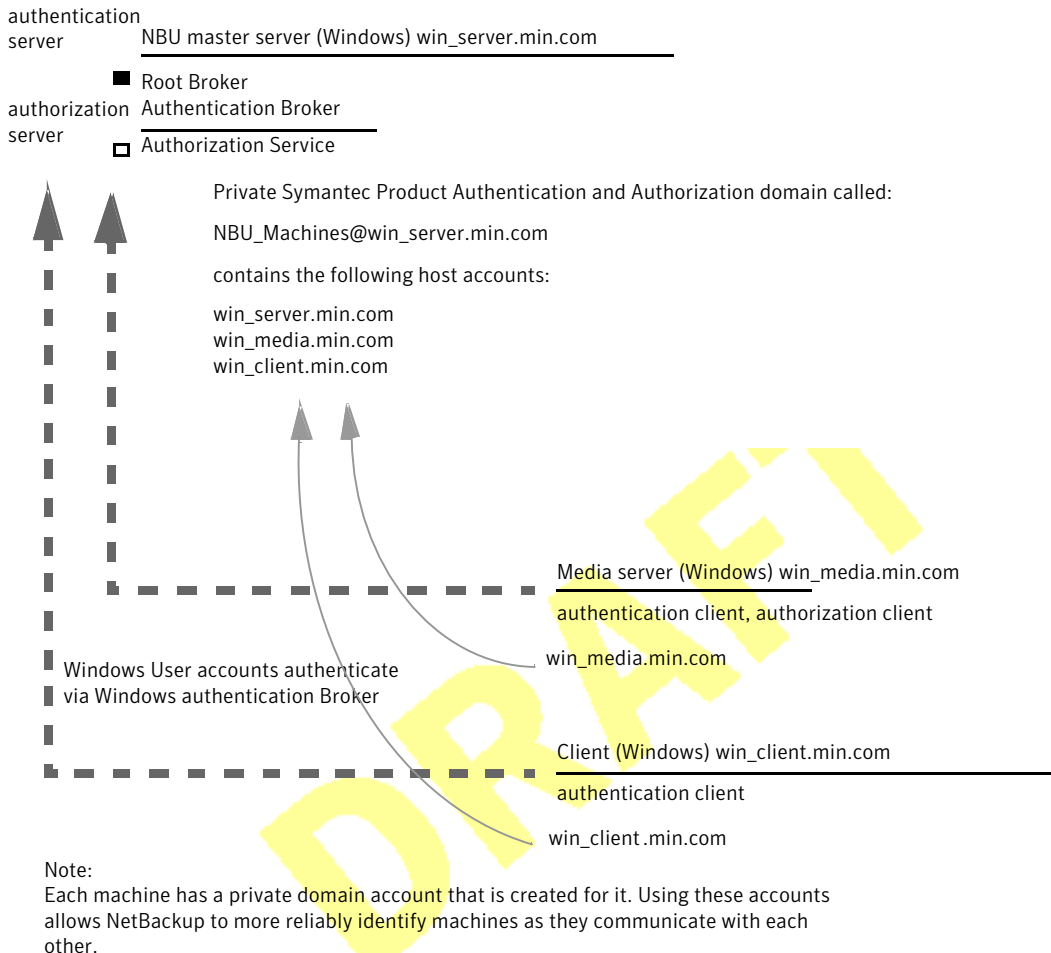 authentication
server
NBU master server (Windows) win_server.min.com
Root Broker
authorization
server
Authentication Broker
Authorization Service
Private Symantec Product Authentication and Authorization domain called:
NBU_Machines@win_server.min.com
contains the following host accounts:
win_server.min.com
win_media.min.com
win_client.min.com
Media server (Windows) win_media.min.com
authentication client, authorization client
win_media.min.com
Windows User accounts authenticate
via Windows authentication Broker
Client (Windows) win_client.min.com
authentication client
win_client.min.com
Note:
Each machine has a private domain account that is created for it. Using these accounts
allows NetBackup to more reliably identify machines as they communicate with each
other.
DRAFT